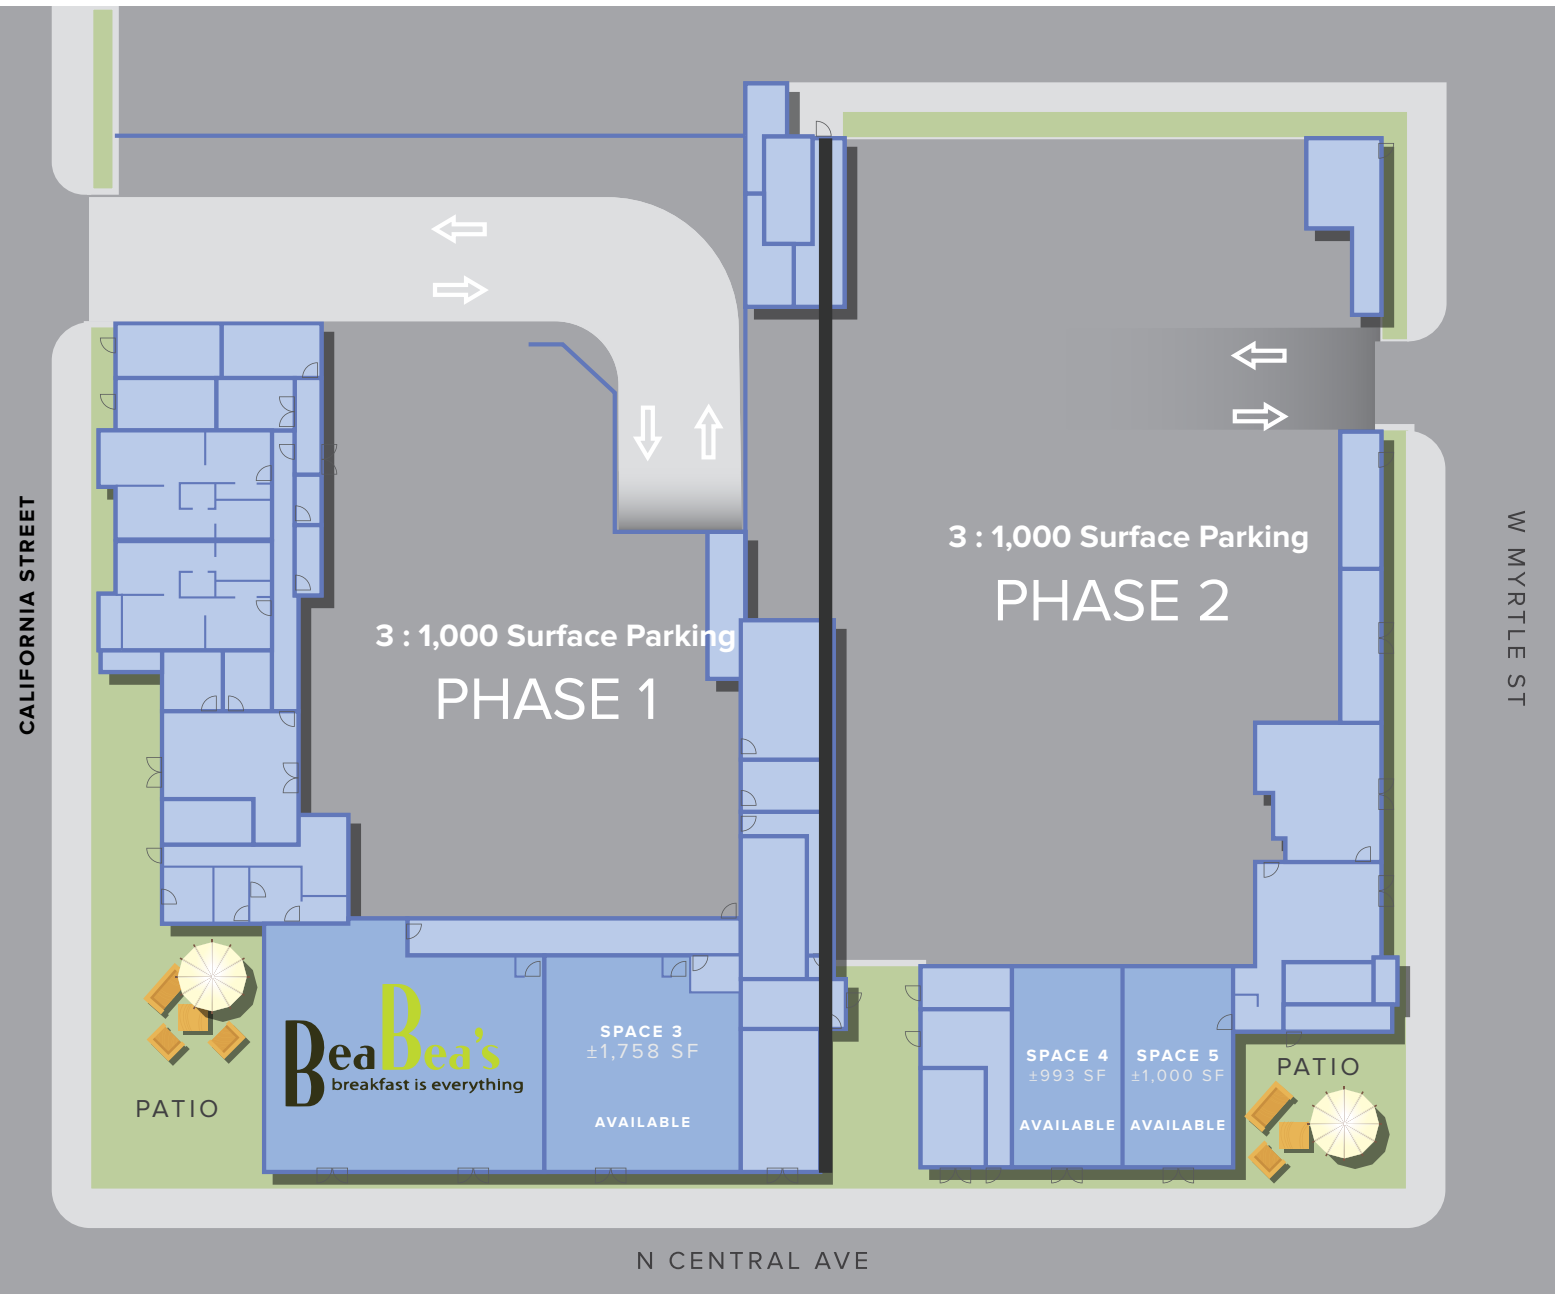 3 : 1,000 Surface Parking
PHASE 2
3 : 1,000 Surface Parking
PHASE 1
CALIFORNIA STREET
W MYRTLE ST
BeaBea's
breakfast is everything
SPACE 3
±1,758 SF
AVAILABLE
SPACE 4
±993 SF
AVAILABLE
SPACE 5
±1,000 SF
AVAILABLE
PATIO
PATIO
N CENTRAL AVE